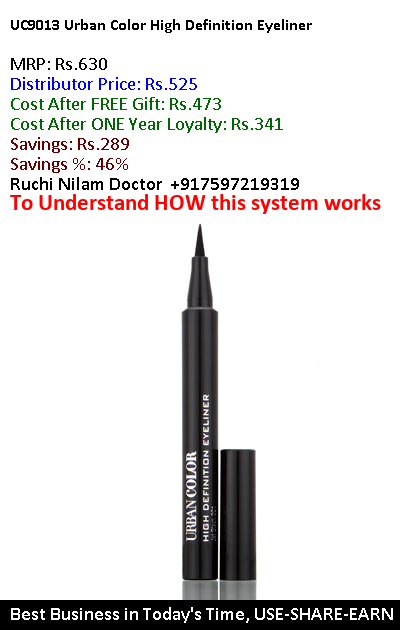 UC9013 Urban Color High Definition Eyeliner
MRP: Rs.630
Distributor Price: Rs.525
Cost After FREE Gift: Rs.473
Cost After ONE Year Loyalty: Rs.341
Savings: Rs.289
Savings %: 46%
Ruchi Nilam Doctor +917597219319
To Understand HOW this system works
URBAN COLOR
HIGH DEFINITION EYELINER
Best Business in Today's Time, USE-SHARE-EARN